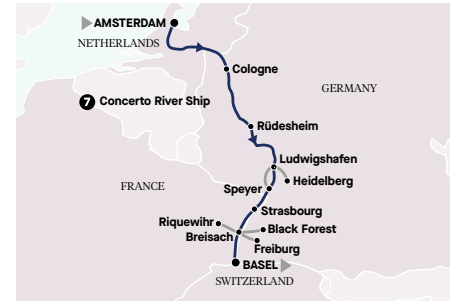 AMSTERDAM
NETHERLANDS
Cologne
GERMANY
7 Concerto River Ship
Rüdesheim
Ludwigshafen
Heidelberg
FRANCE
Speyer
Strasbourg
Riquewihr
Black Forest
Breisach
Freiburg
BASEL
SWITZERLAND